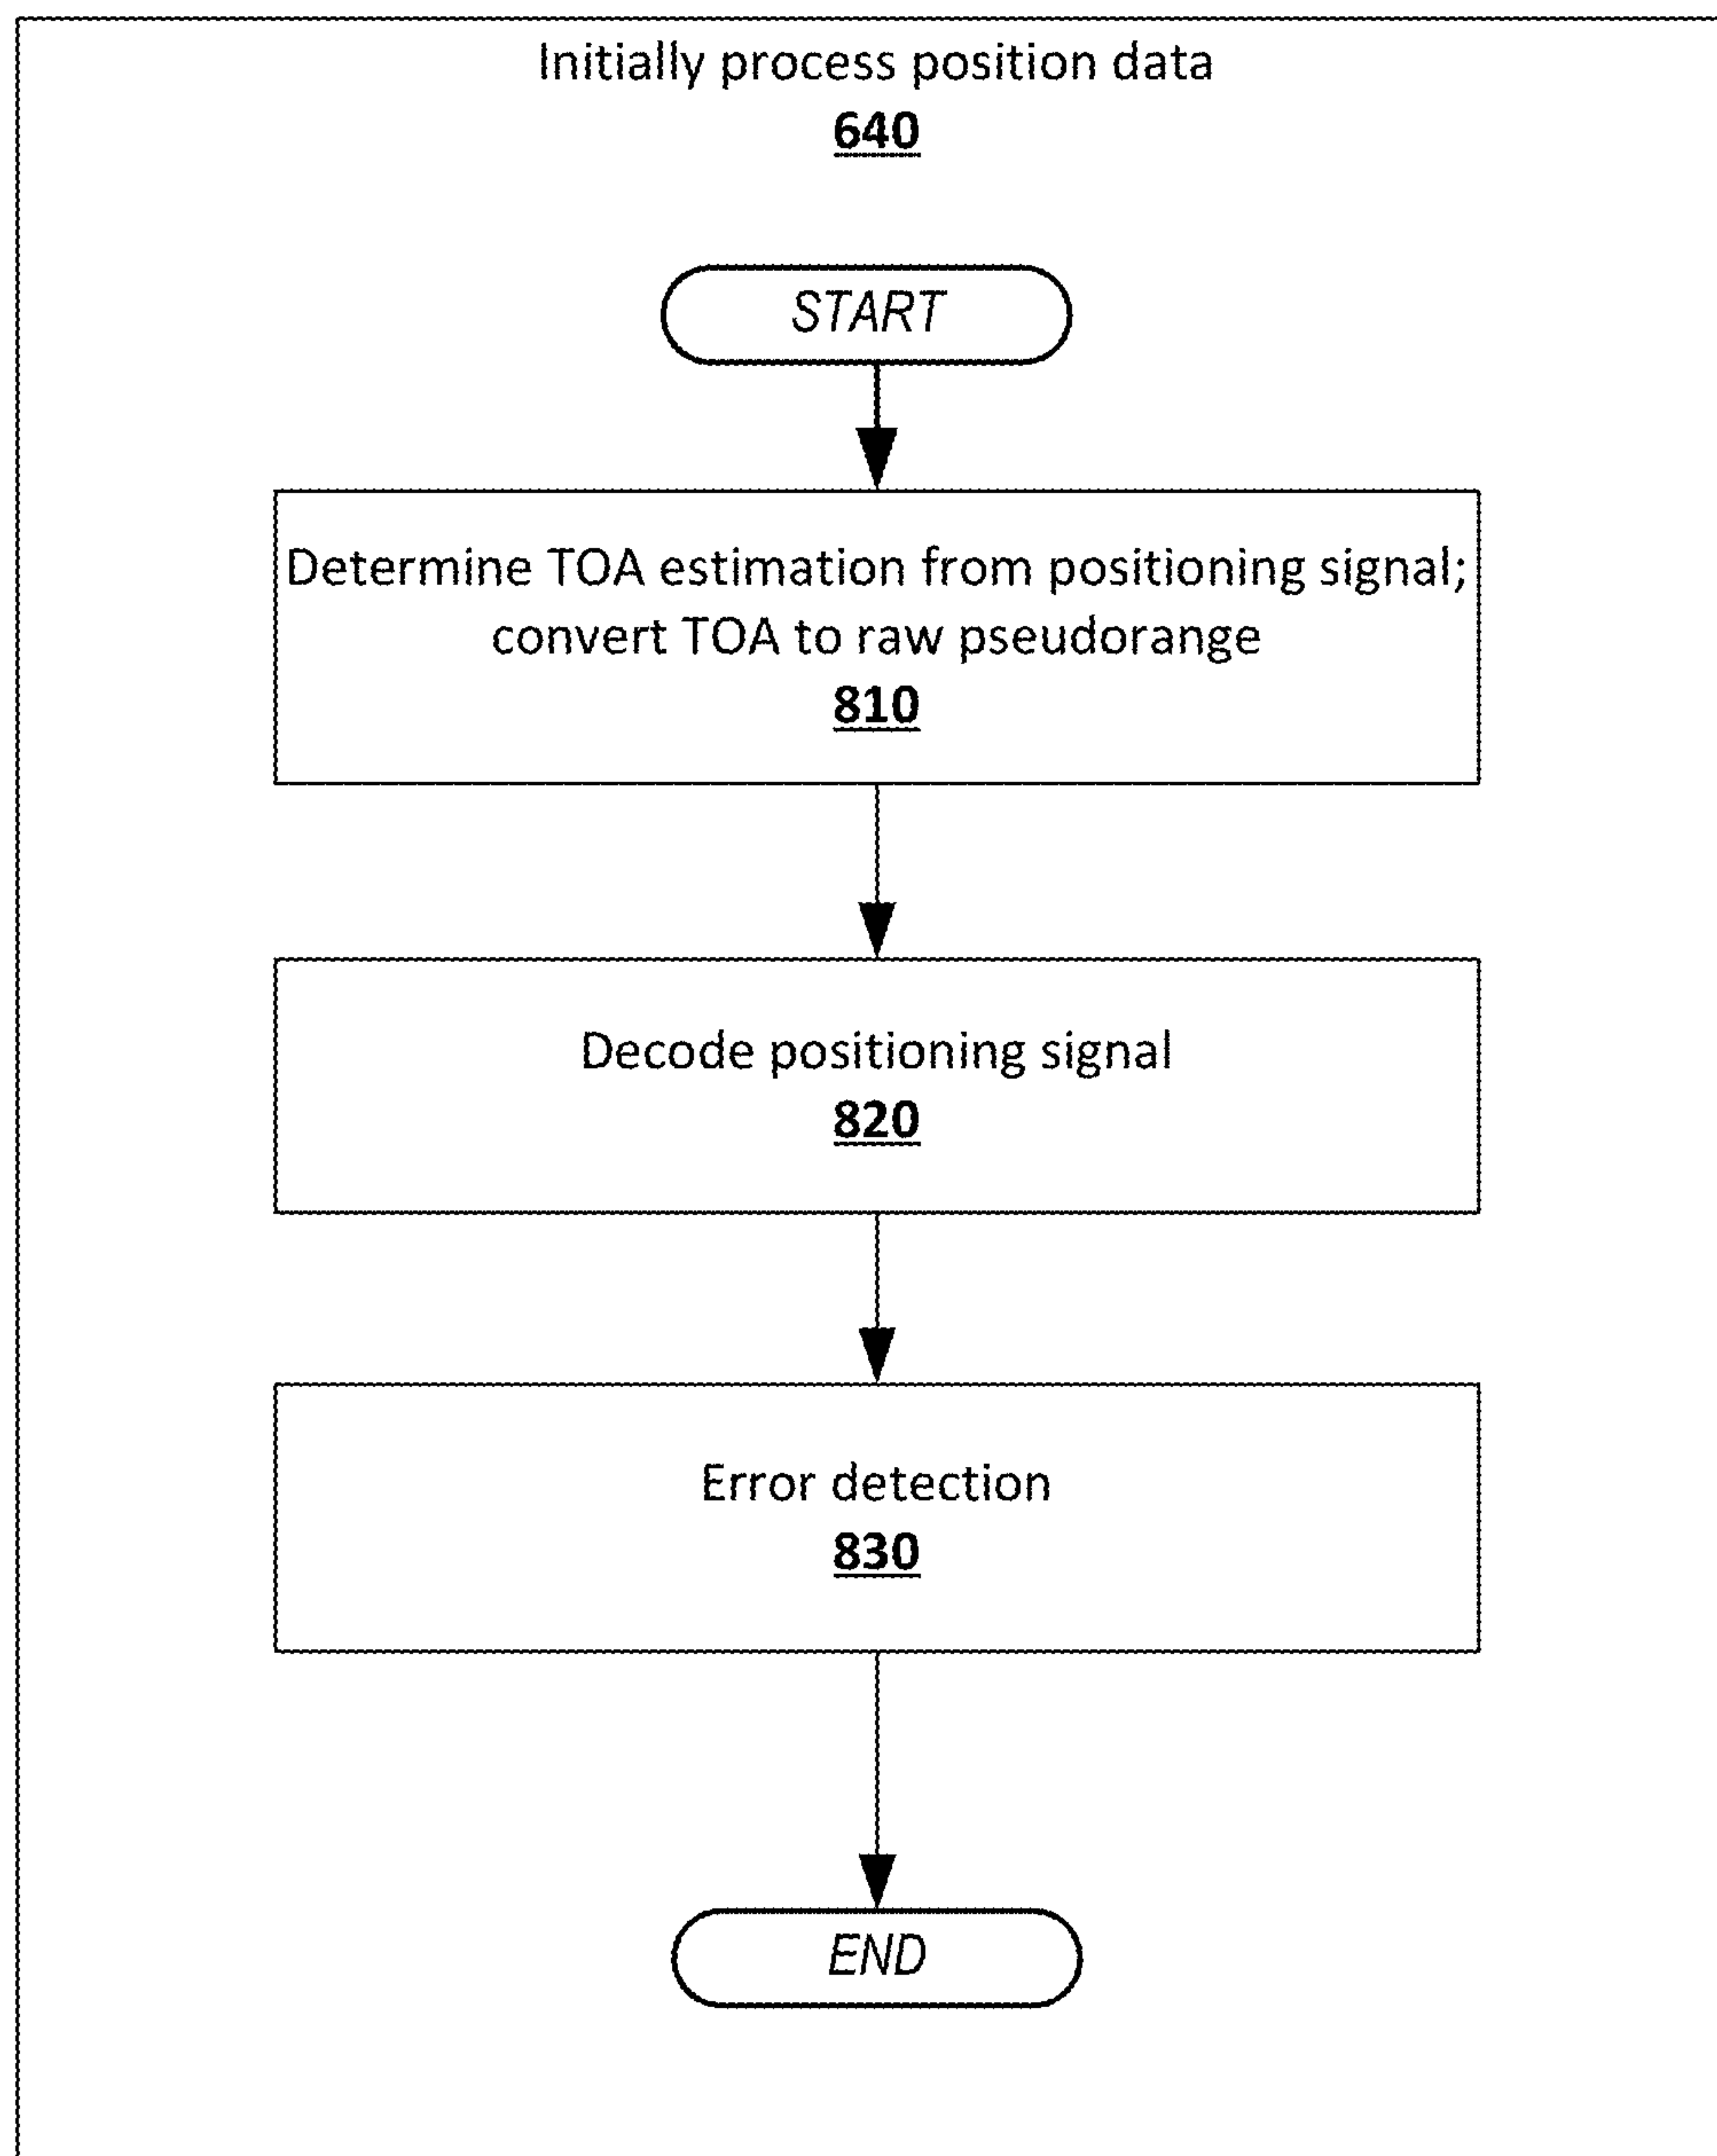 Initially process position data
640
START
Determine TOA estimation from positioning signal;
convert TOA to raw pseudorange
810
Decode positioning signal
820
Error detection
830
END